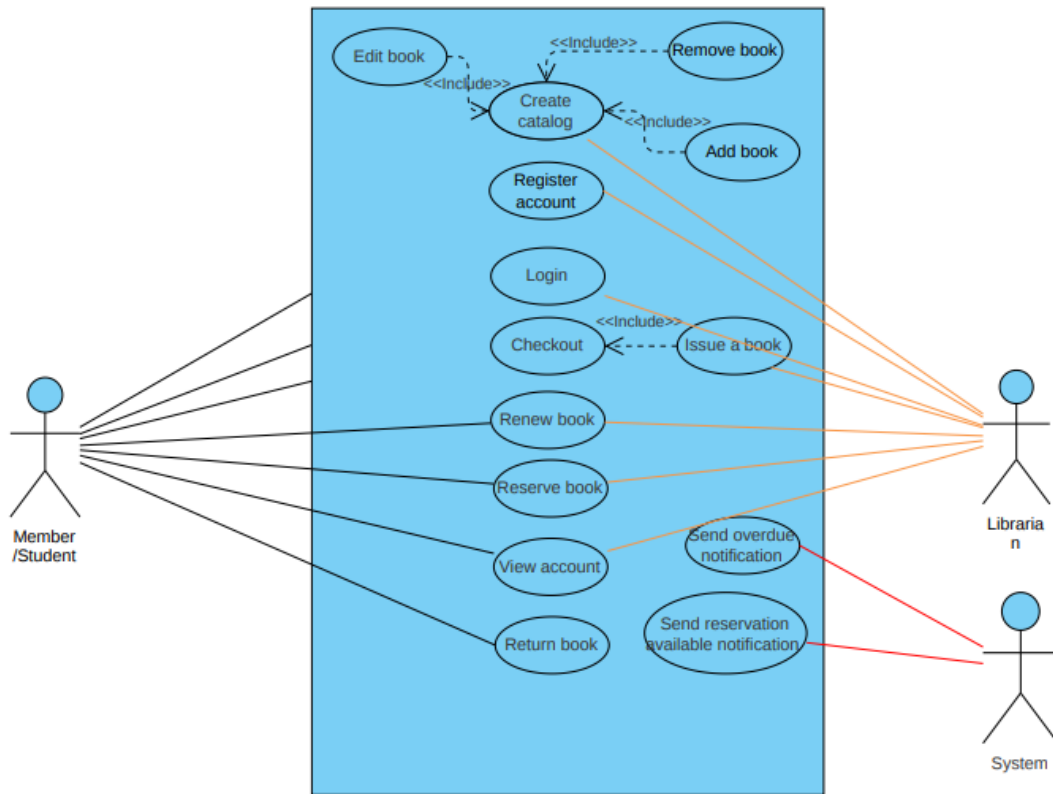 Edit book
<<Include>>
Remove book
<<Include>>
Create
catalog
<<Include>>
Add book
Register
account
Login
<<Include>>
Checkout
Issue a book
Renew book
Reserve book
Member
/Student
Libraria
n
Send overdue
notification
View account
Send reservation
available notification
Return book
System